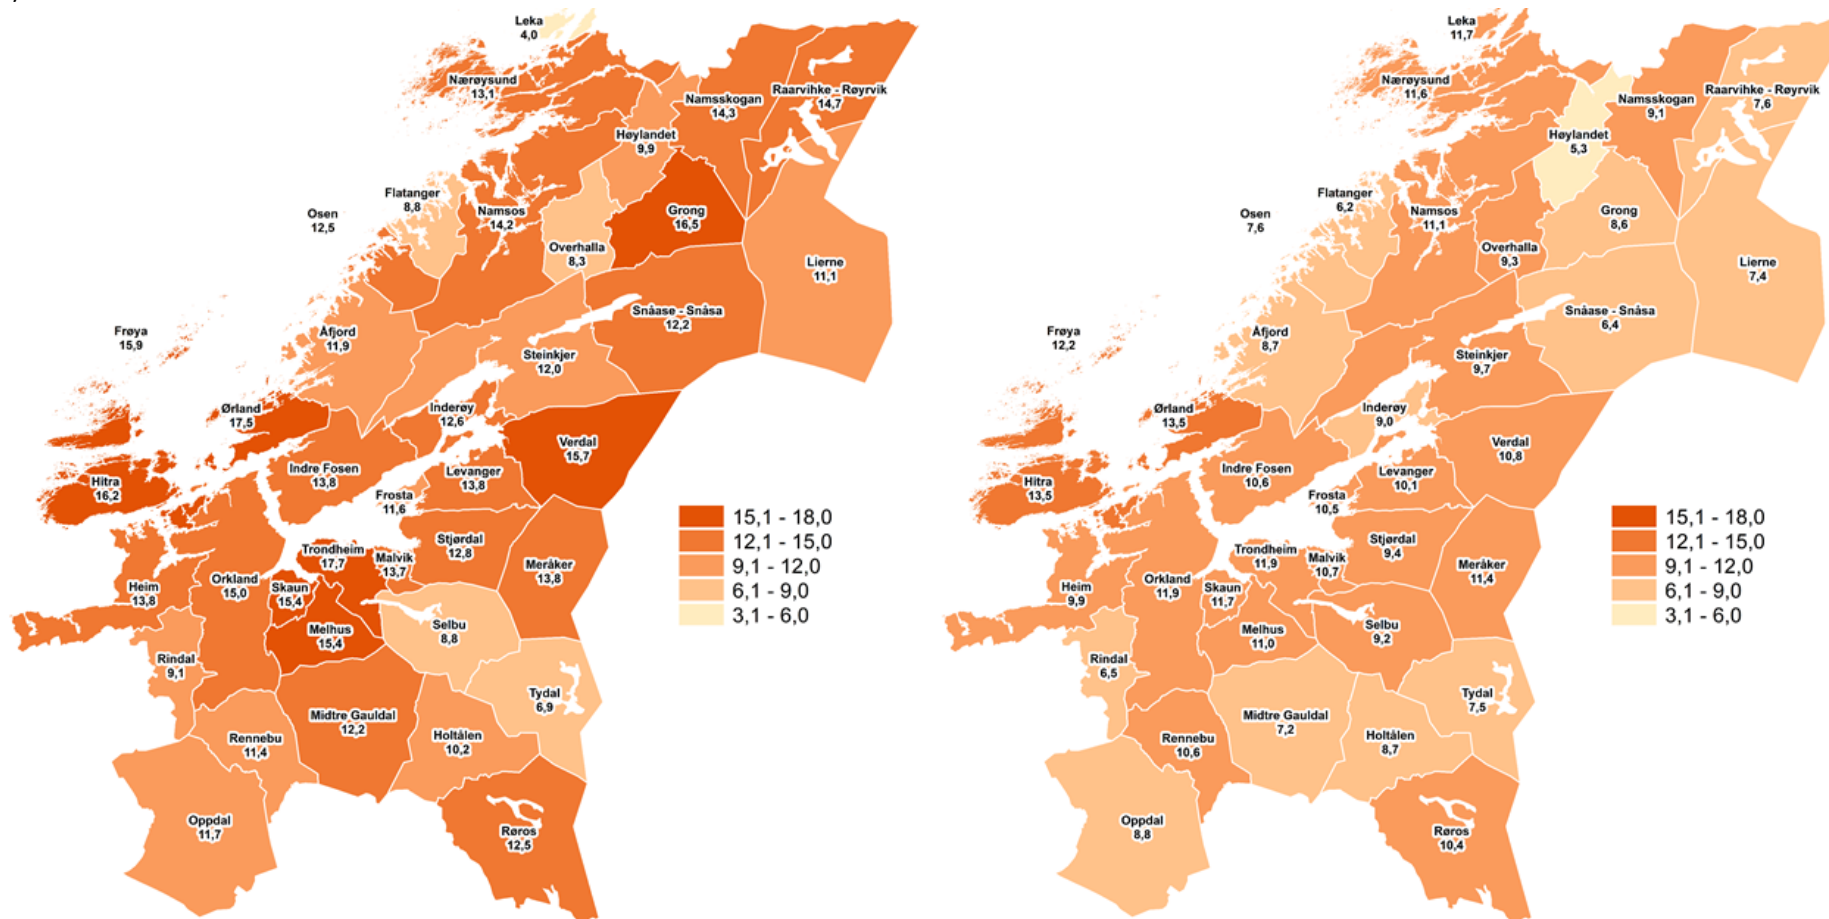 Leka
4,0
Nærøysund
13,1
Namsskogan
14,3
Raarvihke - Røyrvik
14,7
Høylandet
9,9
Flatanger
8,8
Osen
12,5
Namsos
14,2
Grong
16,5
Overhalla
8,3
Lierne
11,1
Snåase - Snåsa
12,2
Frøya
15,9
Åfjord
11,9
Steinkjer
12,0
Ørland
17,5
Inderøy
12,6
Verdal
15,7
Hitra
16,2
Indre Fosen
13,8
Levanger
13,8
Frosta
11,6
Stjørdal
12,8
Trondheim
17,7
Malvik
13,7
Meråker
13,8
Heim
13,8
Orkland
15,0
Skaun
15,4
Melhus
15,4
Selbu
8,8
Rindal
9,1
Tydal
6,9
Midtre Gauldal
12,2
Rennebu
11,4
Holtålen
10,2
Oppdal
11,7
Røros
12,5
15,1 - 18,0
12,1 - 15,0
9,1 - 12,0
6,1 - 9,0
3,1 - 6,0
Leka
11,7
Nærøysund
11,6
Namsskogan
9,1
Raarvihke - Røyrvik
7,6
Høylandet
5,3
Flatanger
6,2
Osen
7,6
Namsos
11,1
Grong
8,6
Overhalla
9,3
Lierne
7,4
Snåase - Snåsa
6,4
Frøya
12,2
Åfjord
8,7
Steinkjer
9,7
Ørland
13,5
Inderøy
9,0
Verdal
10,8
Hitra
13,5
Indre Fosen
10,6
Levanger
10,1
Frosta
10,5
Stjørdal
9,4
Trondheim
11,9
Malvik
10,7
Meråker
11,4
Heim
9,9
Orkland
11,9
Skaun
11,7
Melhus
11,0
Selbu
9,2
Rindal
6,5
Tydal
7,5
Midtre Gauldal
7,2
Rennebu
10,6
Holtålen
8,7
Oppdal
8,8
Røros
10,4
15,1 - 18,0
12,1 - 15,0
9,1 - 12,0
6,1 - 9,0
3,1 - 6,0